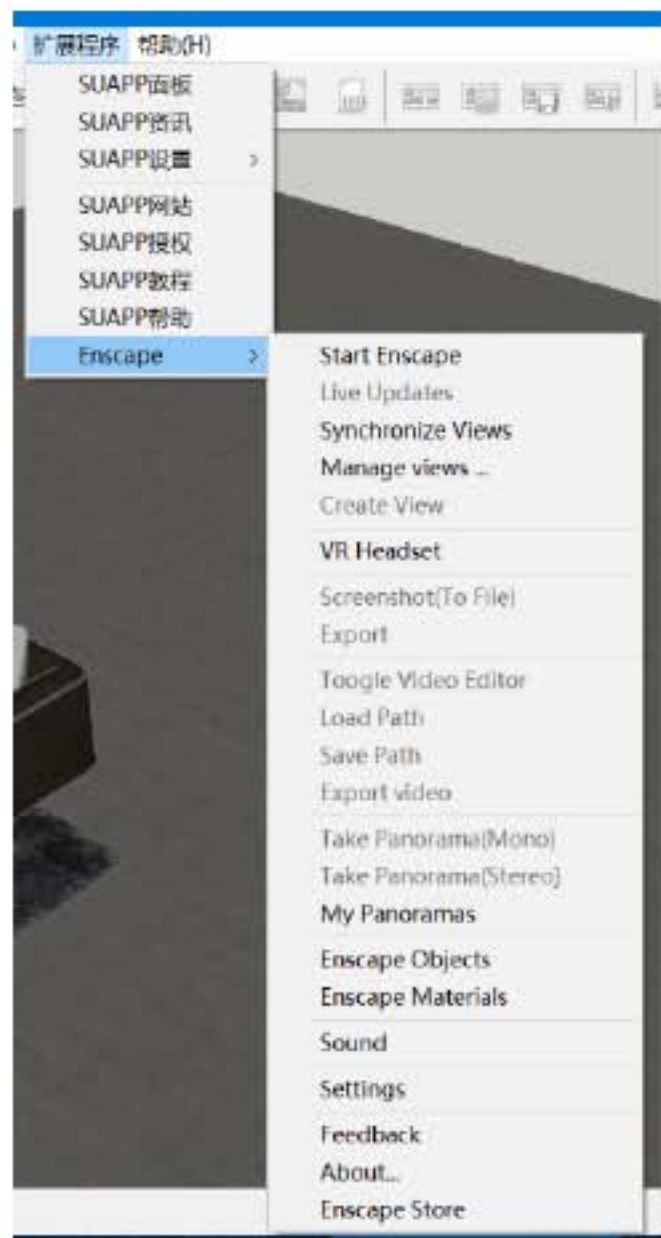 扩展程序 帮助(H)
SUAPP面板
SUAPP资讯
SUAPP设置
SUAPP网站
SUAPP授权
SUAPP教程
SUAPP帮助
Enscape
Start Enscape
Live Updates
Synchronize Views
Manage views ...
Create View
VR Headset
Screenshot(To File)
Export
Toogle Video Editor
Load Path
Save Path
Export video
Take Panorama(Mono)
Take Panorama(Stereo)
My Panoramas
Enscape Objects
Enscape Materials
Sound
Settings
Feedback
About...
Enscape Store